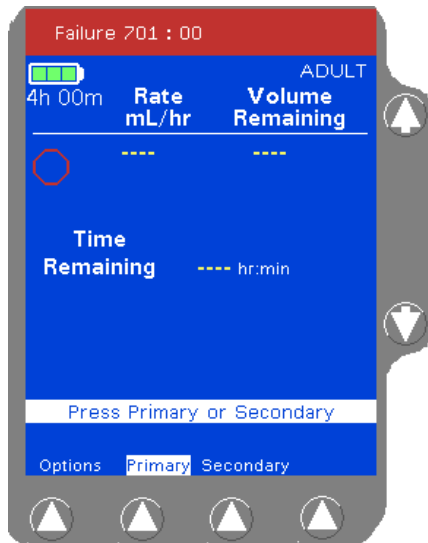 Failure 701 : 00
ADULT
4h 00m Rate Volume
mL/hr Remaining
---- ----
Time
Remaining ---- hr:min
Press Primary or Secondary
Options Primary Secondary